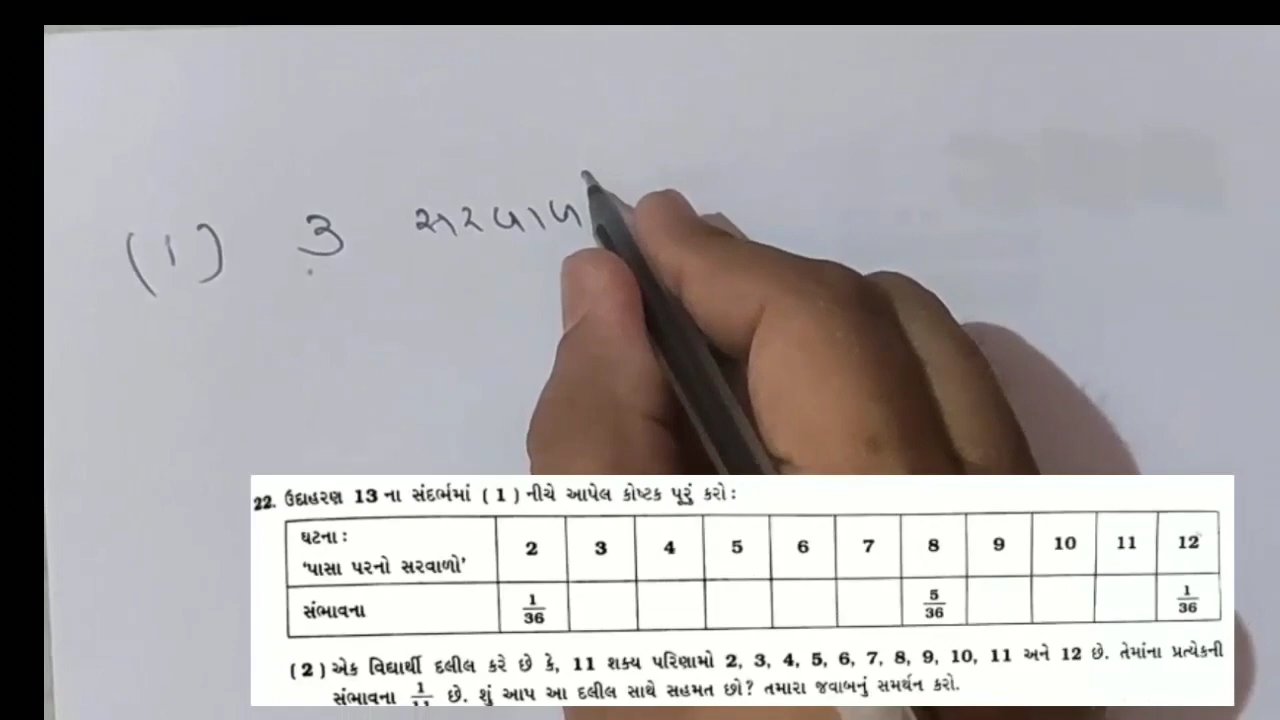 (1) 3 સરવાળ
22. ઉદાહરણ 13 ના સંદર્ભમાં (1) નીચે આપેલ કોષ્ટક પૂરું કરો :
ઘટના :
'પાસા પરનો સરવાળો' 2 3 4 5 6 7 8 9 10 11 12
સંભાવના 1/36 5/36 1/36
(2) એક વિદ્યાર્થી દલીલ કરે છે કે, 11 શક્ય પરિણામો 2, 3, 4, 5, 6, 7, 8, 9, 10, 11 અને 12 છે. તેમાંના પ્રત્યેકની
સંભાવના 1/11 છે. શું આપ આ દલીલ સાથે સહમત છો? તમારા જવાબનું સમર્થન કરો.